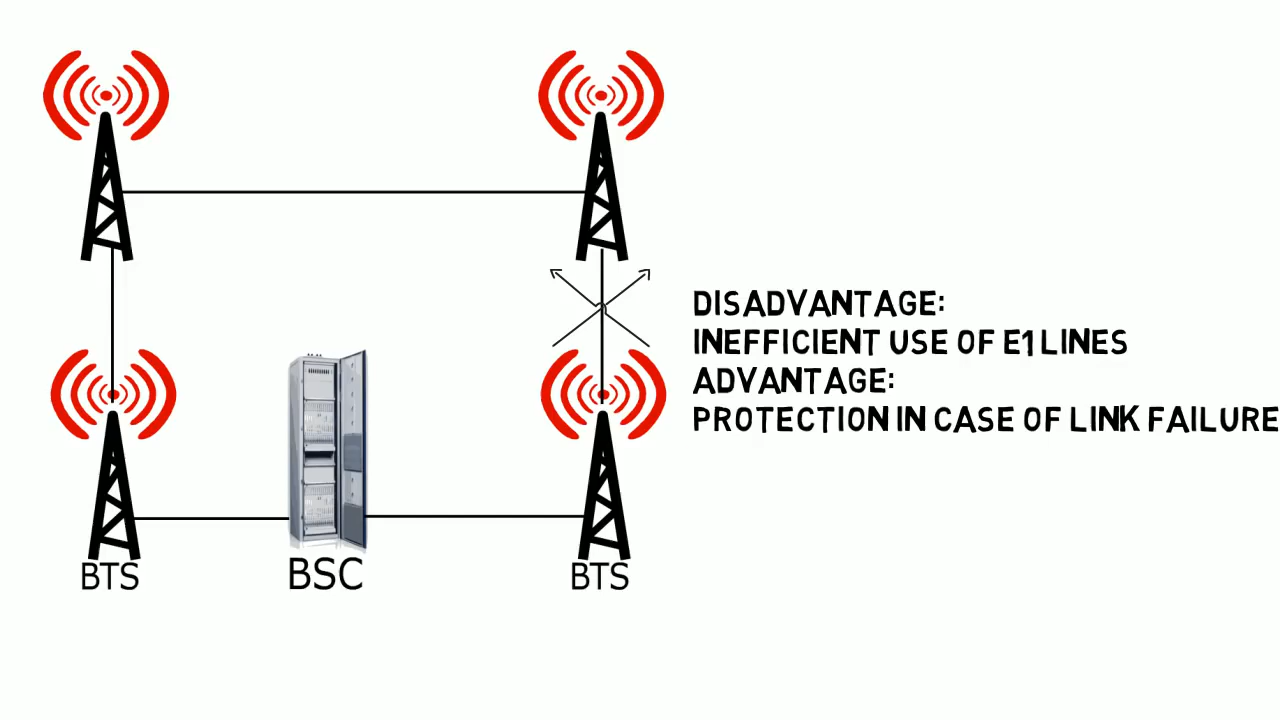 DISADVANTAGE:
INEFFICIENT USE OF E1 LINES
ADVANTAGE:
PROTECTION IN CASE OF LINK FAILURE
BTS
BSC
BTS